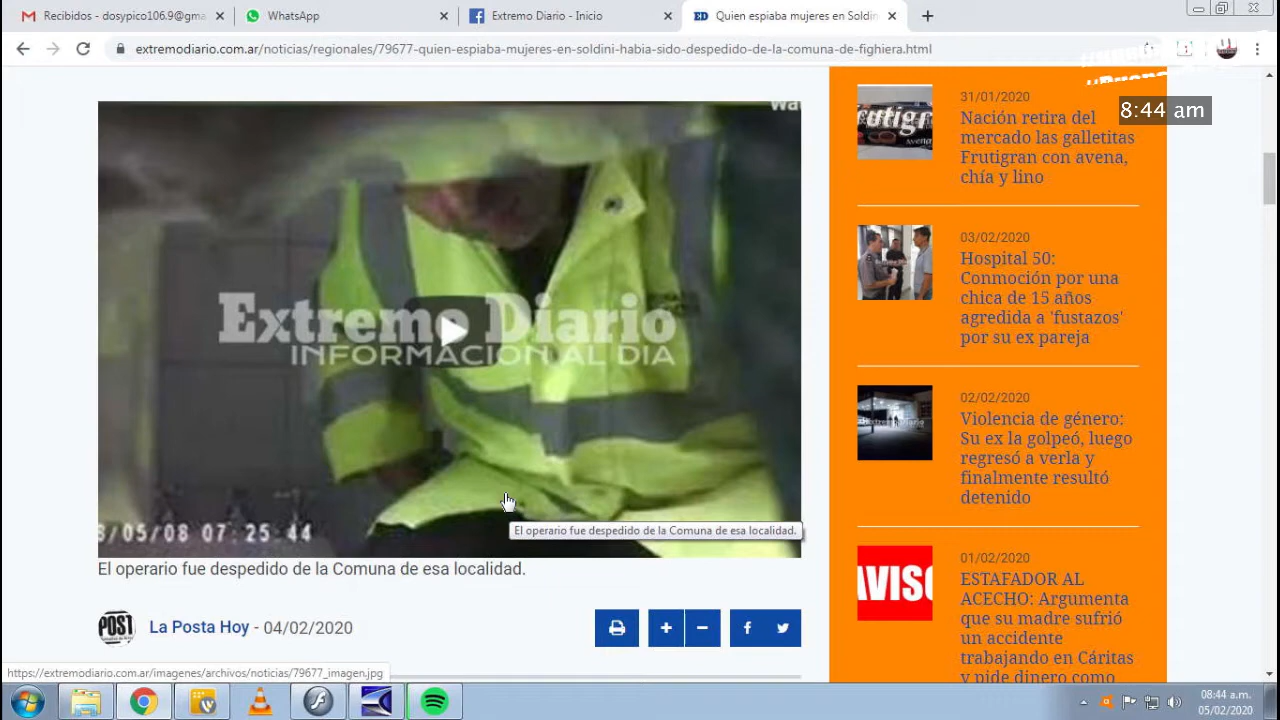 Recibidos - dosypico106.9@gma
WhatsApp
Extremo Diario - Inicio
Quien espiaba mujeres en Soldin
extremodiario.com.ar/noticias/regionales/79677-quien-espiaba-mujeres-en-soldini-habia-sido-despedido-de-la-comuna-de-fighiera.html
8:44 am
Extremo Diario
INFORMACION AL DIA
/05/08 07:25:44
El operario fue despedido de la Comuna de esa localidad.
El operario fue despedido de la Comuna de esa localidad.
POST
La Posta Hoy - 04/02/2020
31/01/2020
Nación retira del
mercado las galletitas
Frutigran con avena,
chía y lino
03/02/2020
Hospital 50:
Conmoción por una
chica de 15 años
agredida a 'fustazos'
por su ex pareja
02/02/2020
Violencia de género:
Su ex la golpeó, luego
regresó a verla y
finalmente resultó
detenido
AVISO
01/02/2020
ESTAFADOR AL
ACECHO: Argumenta
que su madre sufrió
un accidente
trabajando en Cáritas
y pide dinero como
https://extremodiario.com.ar/imagenes/archivos/noticias/79677_imagen.jpg
08:44 a.m.
05/02/2020